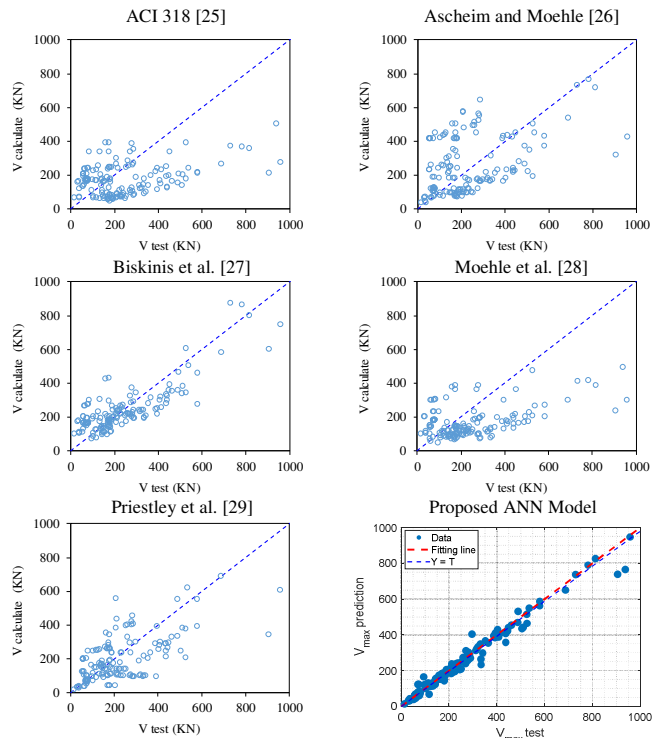 ACI 318 [25]
1000
800
600
400
200
0
V calculate (KN)
0 200 400 600 800 1000
V test (KN)
Ascheim and Moehle [26]
1000
800
600
400
200
0
V calculate (KN)
0 200 400 600 800 1000
V test (KN)
Biskinis et al. [27]
1000
800
600
400
200
0
V calculate (KN)
0 200 400 600 800 1000
V test (KN)
Moehle et al. [28]
1000
800
600
400
200
0
V calculate (KN)
0 200 400 600 800 1000
V test (KN)
Priestley et al. [29]
1000
800
600
400
200
0
V calculate (KN)
0 200 400 600 800 1000
V test (KN)
Proposed ANN Model
Data
Fitting line
Y = T
1000
800
600
400
200
0
Vmax prediction
0 200 400 600 800 1000
Vmax test